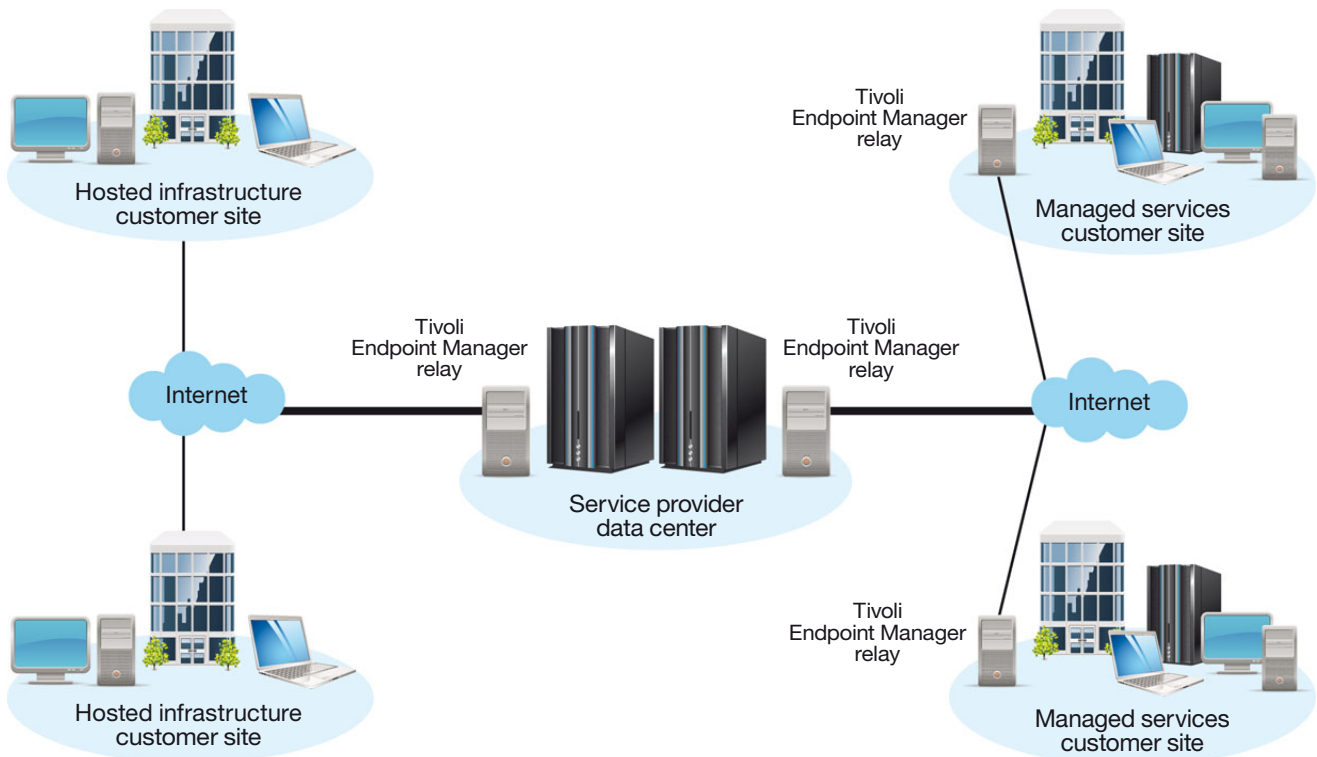 Tivoli
Endpoint Manager
relay
Hosted infrastructure
customer site
Managed services
customer site
Tivoli
Endpoint Manager
relay
Tivoli
Endpoint Manager
relay
Internet
Internet
Service provider
data center
Tivoli
Endpoint Manager
relay
Hosted infrastructure
customer site
Managed services
customer site